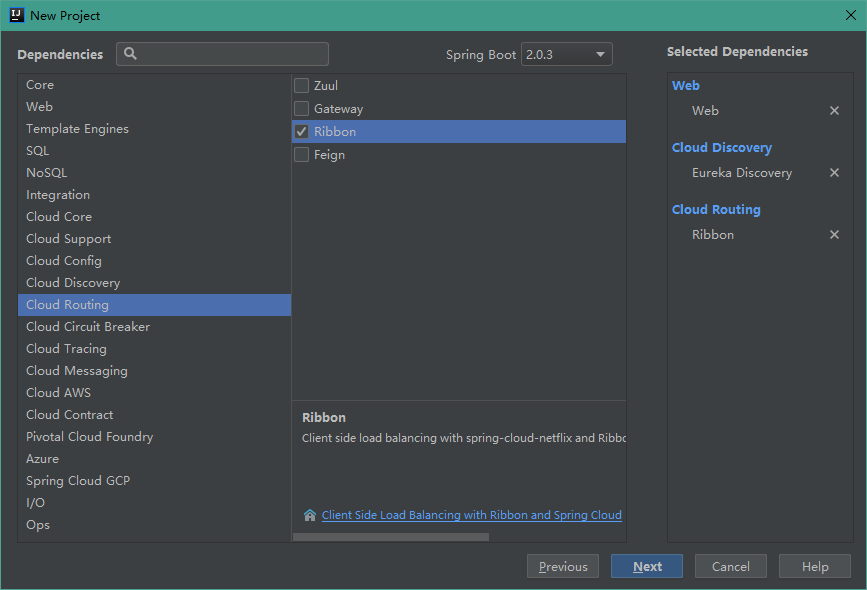 New Project
Dependencies
Spring Boot 2.0.3
Selected Dependencies
Core
Web
Template Engines
SQL
NoSQL
Integration
Cloud Core
Cloud Support
Cloud Config
Cloud Discovery
Cloud Routing
Cloud Circuit Breaker
Cloud Tracing
Cloud Messaging
Cloud AWS
Cloud Contract
Pivotal Cloud Foundry
Azure
Spring Cloud GCP
I/O
Ops
Zuul
Gateway
Ribbon
Feign
Ribbon
Client side load balancing with spring-cloud-netflix and Ribbo
Client Side Load Balancing with Ribbon and Spring Cloud
Web
Web
Cloud Discovery
Eureka Discovery
Cloud Routing
Ribbon
Previous
Next
Cancel
Help